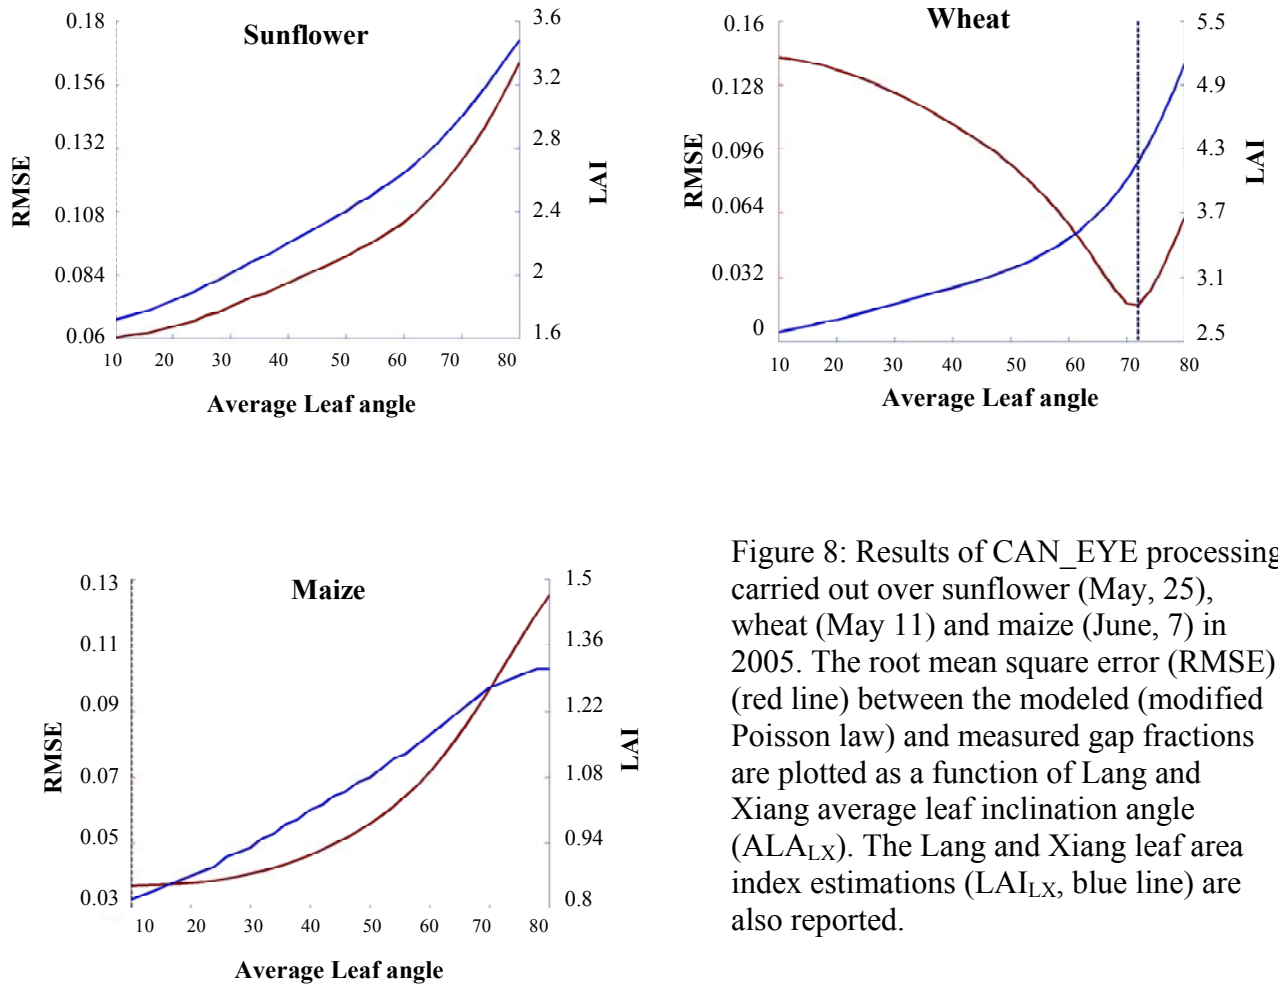 Sunflower
RMSE
0.18
0.156
0.132
0.108
0.084
0.06
3.6
3.2
2.8
2.4
2
1.6
LAI
10 20 30 40 50 60 70 80
Average Leaf angle
Wheat
RMSE
0.16
0.128
0.096
0.064
0.032
0
5.5
4.9
4.3
3.7
3.1
2.5
LAI
10 20 30 40 50 60 70 80
Average Leaf angle
Maize
RMSE
0.13
0.11
0.09
0.07
0.05
0.03
1.5
1.36
1.22
1.08
0.94
0.8
LAI
10 20 30 40 50 60 70 80
Average Leaf angle
Figure 8: Results of CAN_EYE processing
carried out over sunflower (May, 25),
wheat (May 11) and maize (June, 7) in
2005. The root mean square error (RMSE)
(red line) between the modeled (modified
Poisson law) and measured gap fractions
are plotted as a function of Lang and
Xiang average leaf inclination angle
(ALA_LX). The Lang and Xiang leaf area
index estimations (LAI_LX, blue line) are
also reported.